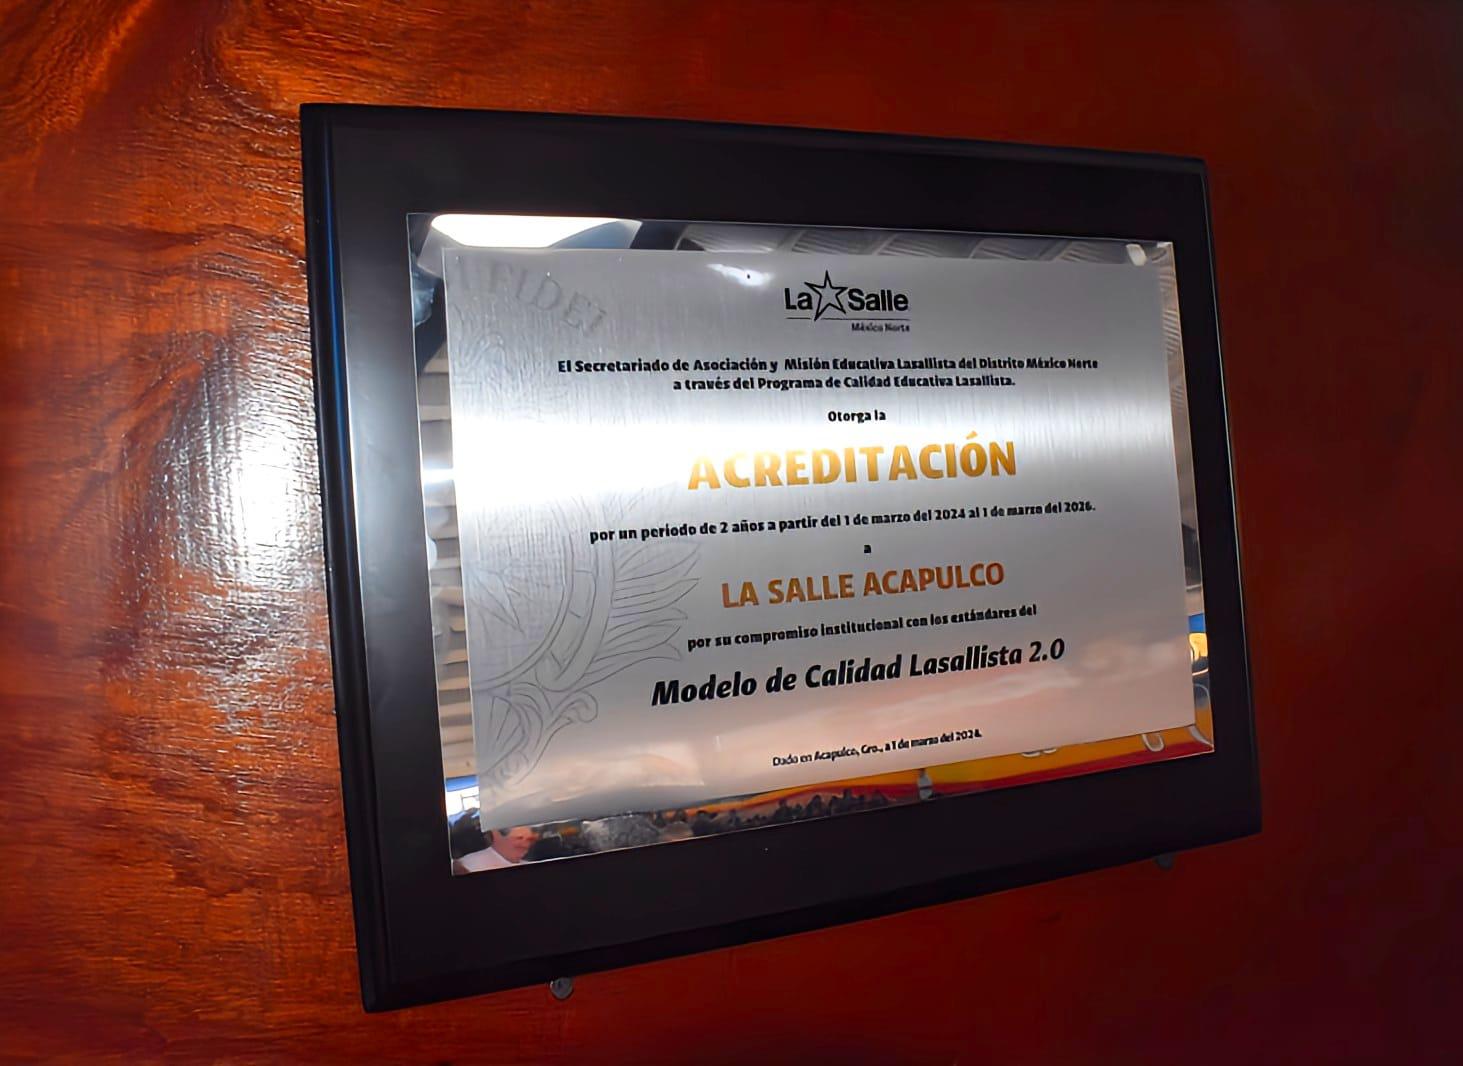 La Salle
México Norte
El Secretariado de Asociación y Misión Educativa Lasallista del Distrito México Norte
a través del Programa de Calidad Educativa Lasallista.
Otorga la
ACREDITACIÓN
por un periodo de 2 años a partir del 1 de marzo del 2024 al 1 de marzo del 2026.
a
LA SALLE ACAPULCO
por su compromiso institucional con los estándares del
Modelo de Calidad Lasallista 2.0
Dado en Acapulco, Gro., a 1 de marzo del 2024.